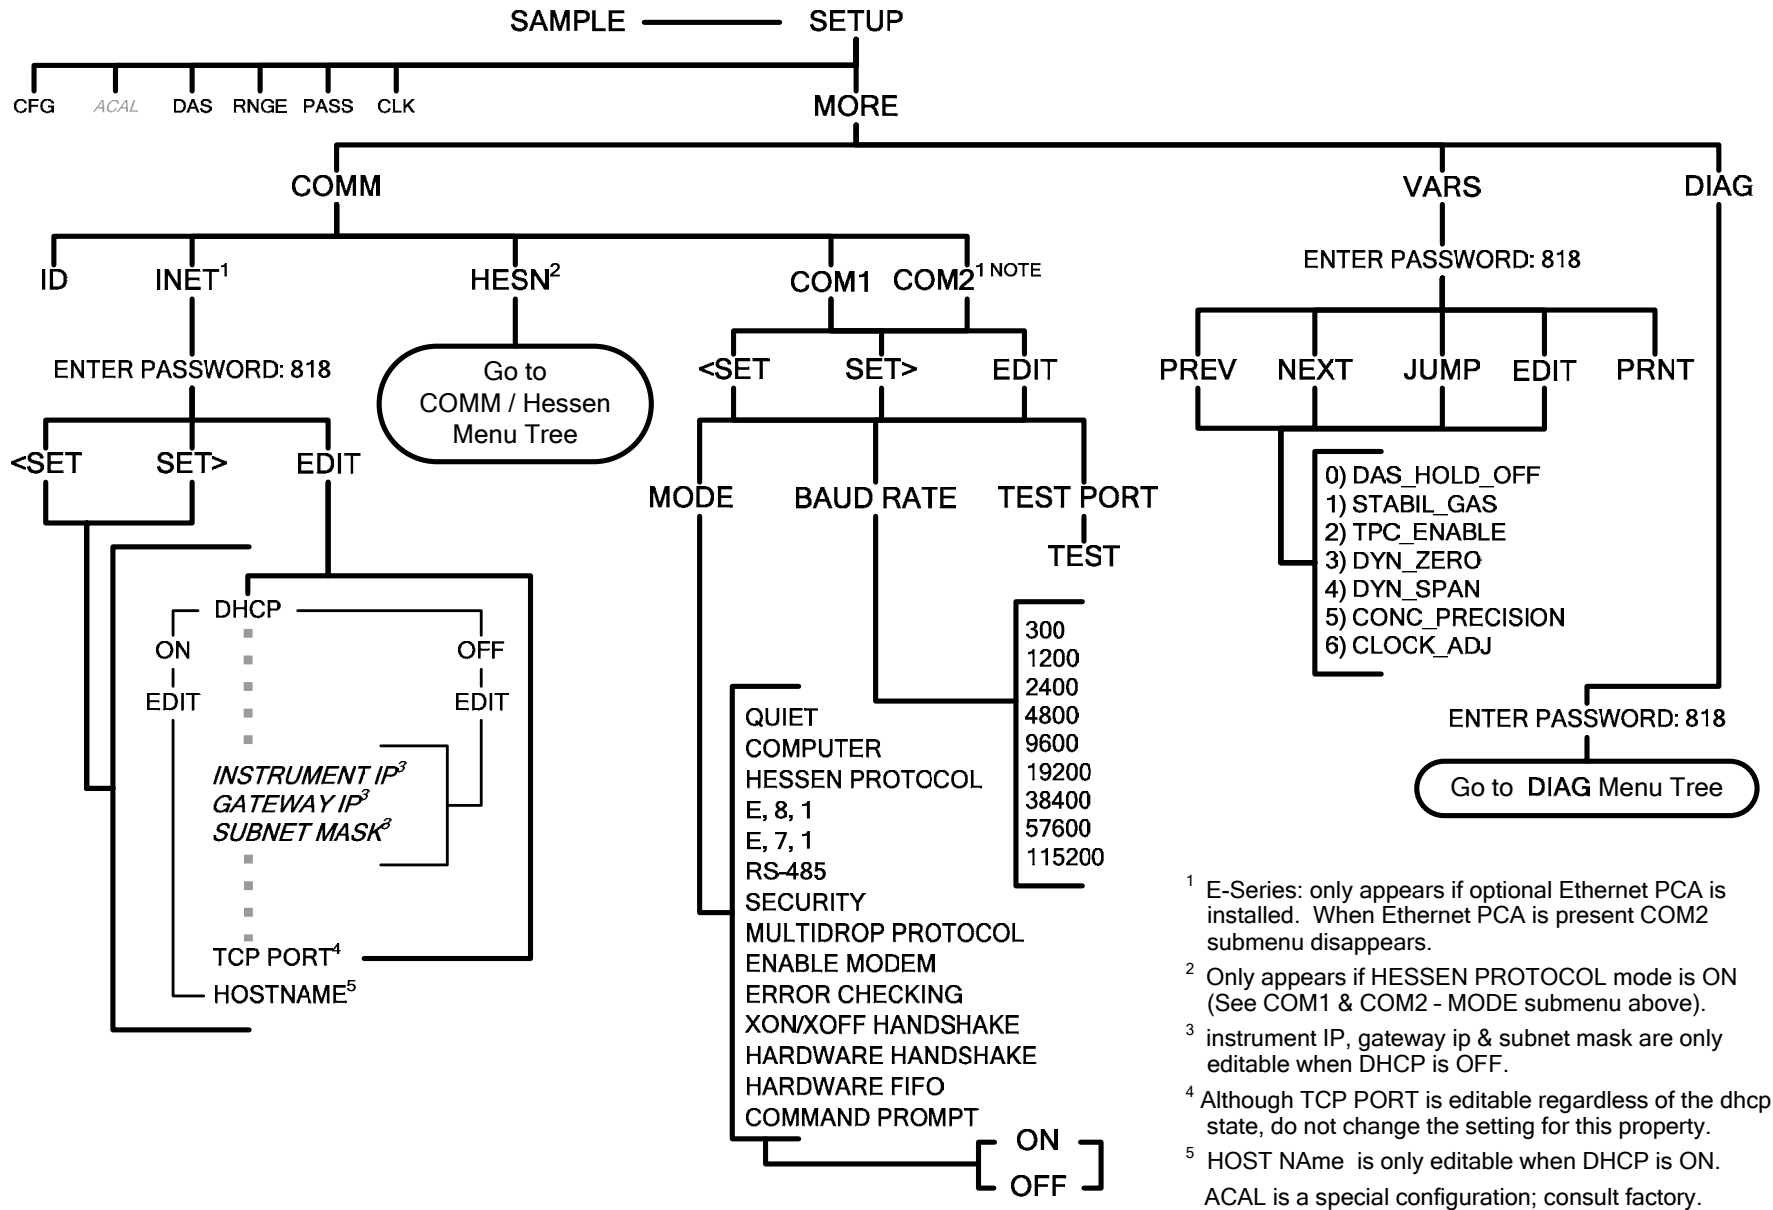 SAMPLE SETUP
CFG ACAL DAS RNGE PASS CLK
MORE
COMM VARS DIAG
ID INET1 HESN2 COM1 COM21 NOTE
ENTER PASSWORD: 818
ENTER PASSWORD: 818
<SET SET> EDIT
Go to
COMM / Hessen
Menu Tree
<SET SET> EDIT
PREV NEXT JUMP EDIT PRNT
MODE BAUD RATE TEST PORT
TEST
0) DAS_HOLD_OFF
1) STABIL_GAS
2) TPC_ENABLE
3) DYN_ZERO
4) DYN_SPAN
5) CONC_PRECISION
6) CLOCK_ADJ
DHCP
ON OFF
EDIT EDIT
INSTRUMENT IP3
GATEWAY IP3
SUBNET MASK3
TCP PORT4
HOSTNAME5
300
1200
2400
4800
9600
19200
38400
57600
115200
QUIET
COMPUTER
HESSEN PROTOCOL
E, 8, 1
E, 7, 1
RS-485
SECURITY
MULTIDROP PROTOCOL
ENABLE MODEM
ERROR CHECKING
XON/XOFF HANDSHAKE
HARDWARE HANDSHAKE
HARDWARE FIFO
COMMAND PROMPT
ON
OFF
ENTER PASSWORD: 818
Go to DIAG Menu Tree
1 E-Series: only appears if optional Ethernet PCA is
installed. When Ethernet PCA is present COM2
submenu disappears.
2 Only appears if HESSEN PROTOCOL mode is ON
(See COM1 & COM2 - MODE submenu above).
3 instrument IP, gateway ip & subnet mask are only
editable when DHCP is OFF.
4 Although TCP PORT is editable regardless of the dhcp
state, do not change the setting for this property.
5 HOST NAme is only editable when DHCP is ON.
ACAL is a special configuration; consult factory.